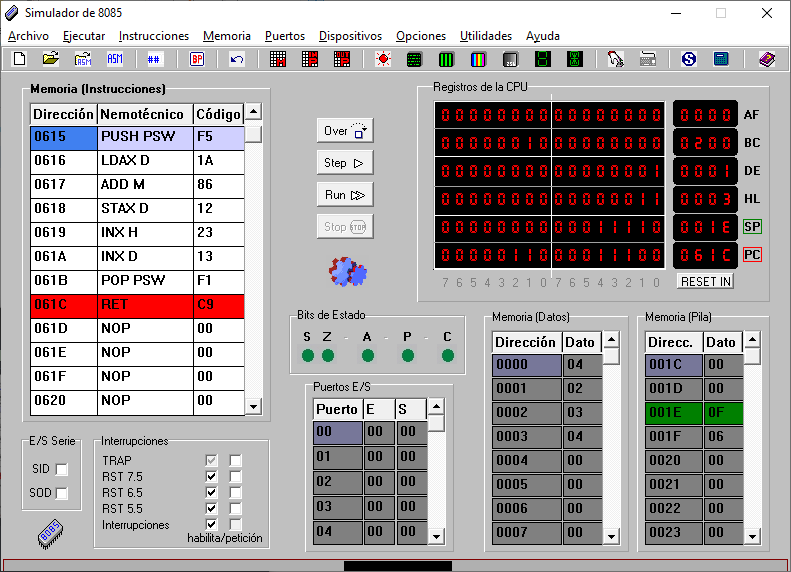 Simulador de 8085
Archivo Ejecutar Instrucciones Memoria Puertos Dispositivos Opciones Utilidades Ayuda
ASM ASM ## BP
Memoria (Instrucciones)
Dirección Nemotécnico Código
0615 PUSH PSW F5
0616 LDAX D 1A
0617 ADD M 86
0618 STAX D 12
0619 INX H 23
061A INX D 13
061B POP PSW F1
061C RET C9
061D NOP 00
061E NOP 00
061F NOP 00
0620 NOP 00
Over
Step
Run
Stop STOP
Registros de la CPU
0000000000000000 0000 AF
0000001000000000 0200 BC
0000000000000001 0001 DE
0000000000000011 0003 HL
0000000000011110 001E SP
0000011000011100 061C PC
7 6 5 4 3 2 1 0 7 6 5 4 3 2 1 0
RESET IN
Bits de Estado
S Z - A - P - C
Puertos E/S
Puerto E S
00 00 00
01 00 00
02 00 00
03 00 00
04 00 00
Memoria (Datos)
Dirección Dato
0000 04
0001 02
0002 03
0003 04
0004 00
0005 00
0006 00
0007 00
Memoria (Pila)
Direcc. Dato
001C 00
001D 00
001E 0F
001F 06
0020 00
0021 00
0022 00
0023 00
E/S Serie
SID
SOD
8085
Interrupciones
TRAP
RST 7.5
RST 6.5
RST 5.5
Interrupciones
habilita/petición